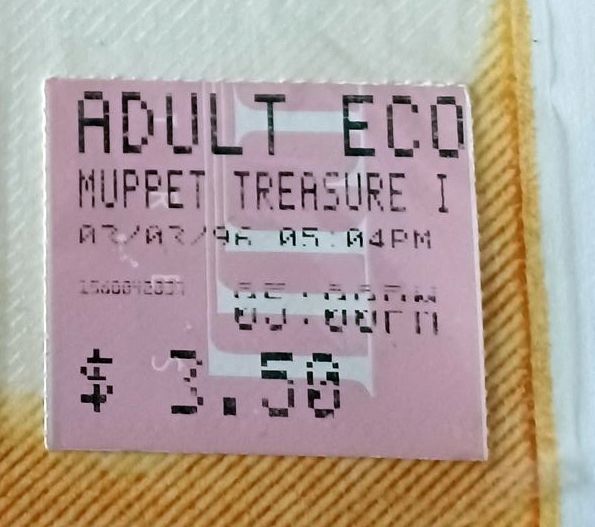 ADULT ECO
MUPPET TREASURE I
03/03/96 05:04PM
05:00PM
$ 3.50